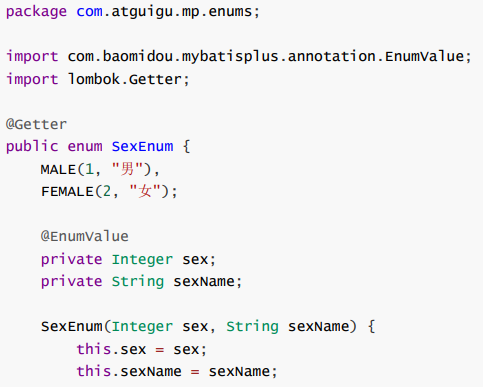 package com.atguigu.mp.enums;
import com.baomidou.mybatisplus.annotation.EnumValue;
import lombok.Getter;
@Getter
public enum SexEnum {
MALE(1, "男"),
FEMALE(2, "女");
@EnumValue
private Integer sex;
private String sexName;
SexEnum(Integer sex, String sexName) {
this.sex = sex;
this.sexName = sexName;